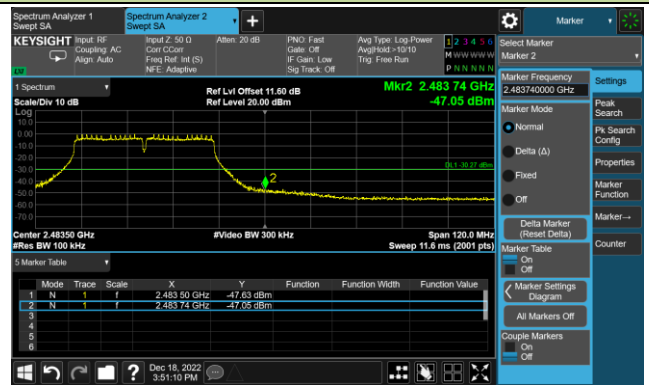 Spectrum Analyzer 1
Swept SA
Spectrum Analyzer 2
Swept SA
Marker
KEYSIGHT
Input: RF
Coupling: AC
Align: Auto
Input Z: 50 Ω
Corr CCorr
Freq Ref: Int (S)
NFE: Adaptive
Atten: 20 dB
PNO: Fast
Gate: Off
IF Gain: Low
Sig Track: Off
Avg Type: Log-Power
Avg|Hold:>10/10
Trig: Free Run
1 2 3 4 5 6
M W W W W W
P N N N N N
Select Marker
Marker 2
1 Spectrum
Scale/Div 10 dB
Ref Lvl Offset 11.60 dB
Ref Level 20.00 dBm
Mkr2 2.483 74 GHz
-47.05 dBm
Log
10.0
0.00
-10.0
-20.0
-30.0
-40.0
-50.0
-60.0
-70.0
DL1 -30.27 dBm
2
Center 2.48350 GHz
#Res BW 100 kHz
#Video BW 300 kHz
Span 120.0 MHz
Sweep 11.6 ms (2001 pts)
5 Marker Table
Mode Trace Scale X Y Function Function Width Function Value
1 N 1 f 2.483 50 GHz -47.63 dBm
2 N 1 f 2.483 74 GHz -47.05 dBm
3
4
5
6
Dec 18, 2022
3:51:10 PM
Marker Frequency
2.483740000 GHz
Marker Mode
Normal
Delta (Δ)
Fixed
Off
Delta Marker
(Reset Delta)
Marker Table
On
Off
Marker Settings
Diagram
All Markers Off
Couple Markers
On
Off
Settings
Peak
Search
Pk Search
Config
Properties
Marker
Function
Marker→
Counter